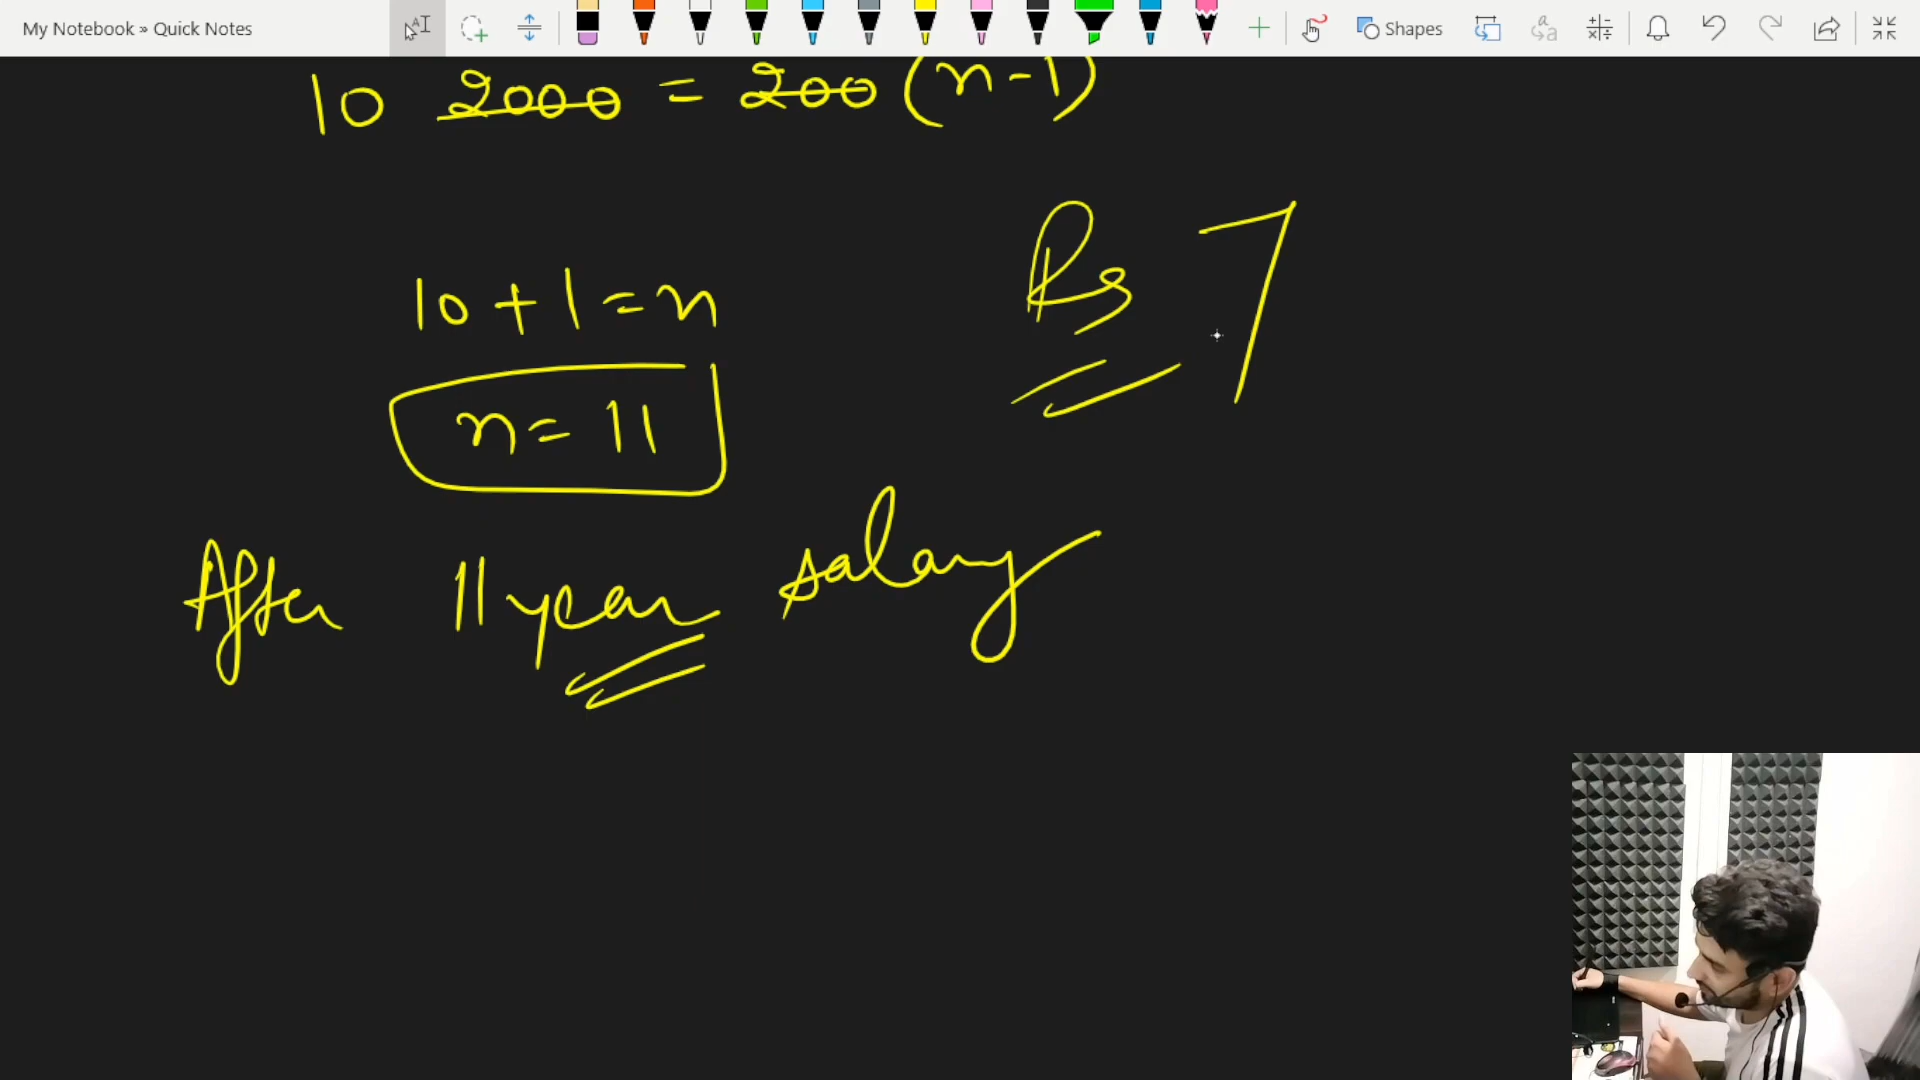 My Notebook » Quick Notes
Shapes
10 2000 = 200 (n-1)
Rs 7
10+1=n
n= 11
After 11 year salary